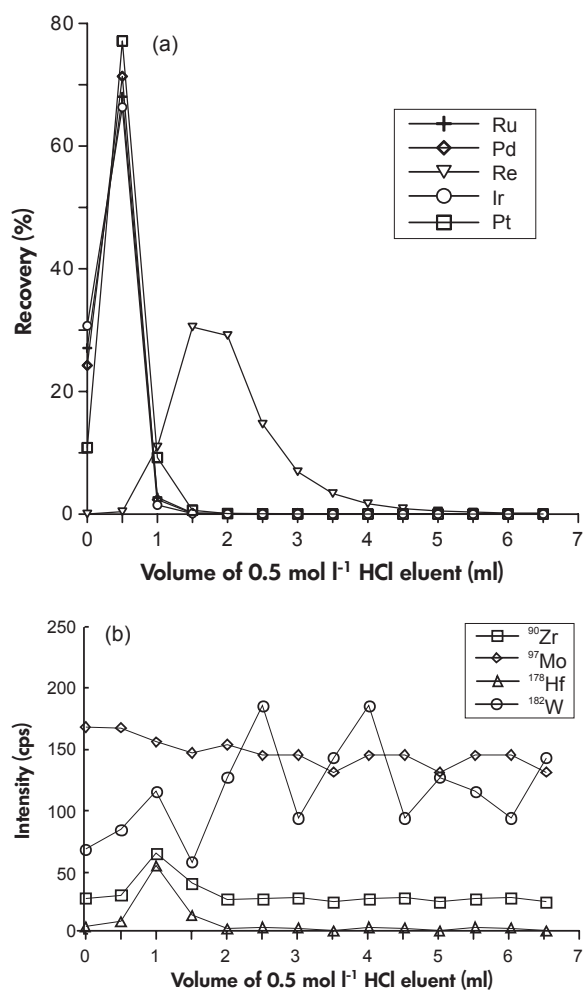 80
(a)
60
40
20
0
Recovery (%)
Ru
Pd
Re
Ir
Pt
0 1 2 3 4 5 6 7
Volume of 0.5 mol l⁻¹ HCl eluent (ml)
250
(b)
200
150
100
50
0
Intensity (cps)
⁹⁰Zr
⁹⁷Mo
¹⁷⁸Hf
¹⁸²W
0 1 2 3 4 5 6 7
Volume of 0.5 mol l⁻¹ HCl eluent (ml)